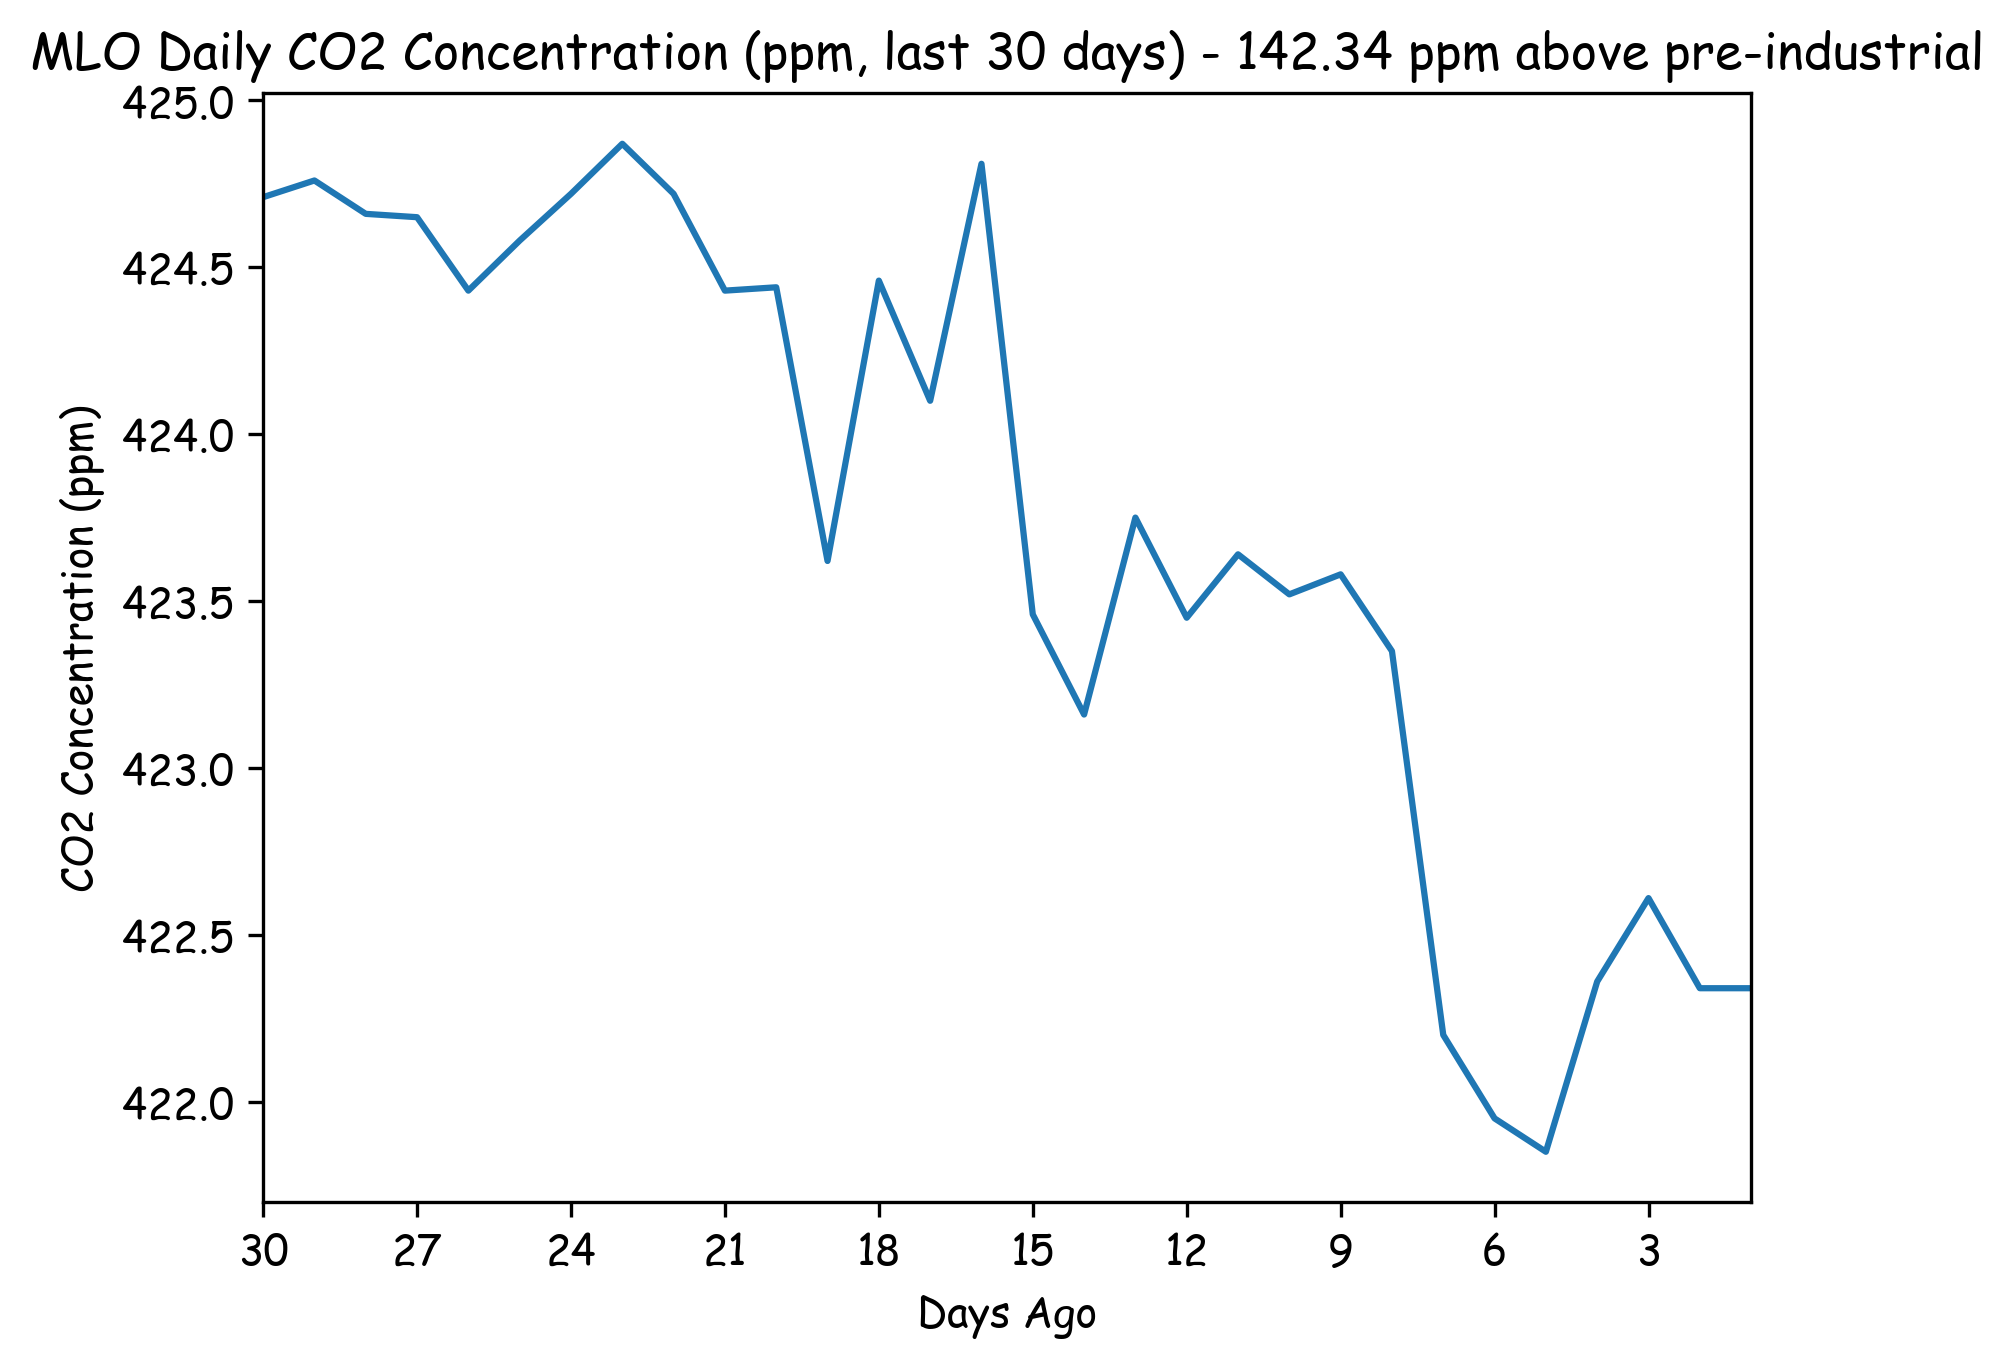 MLO Daily CO2 Concentration (ppm, last 30 days) - 142.34 ppm above pre-industrial
425.0
424.5
424.0
423.5
423.0
422.5
422.0
CO2 Concentration (ppm)
30 27 24 21 18 15 12 9 6 3
Days Ago